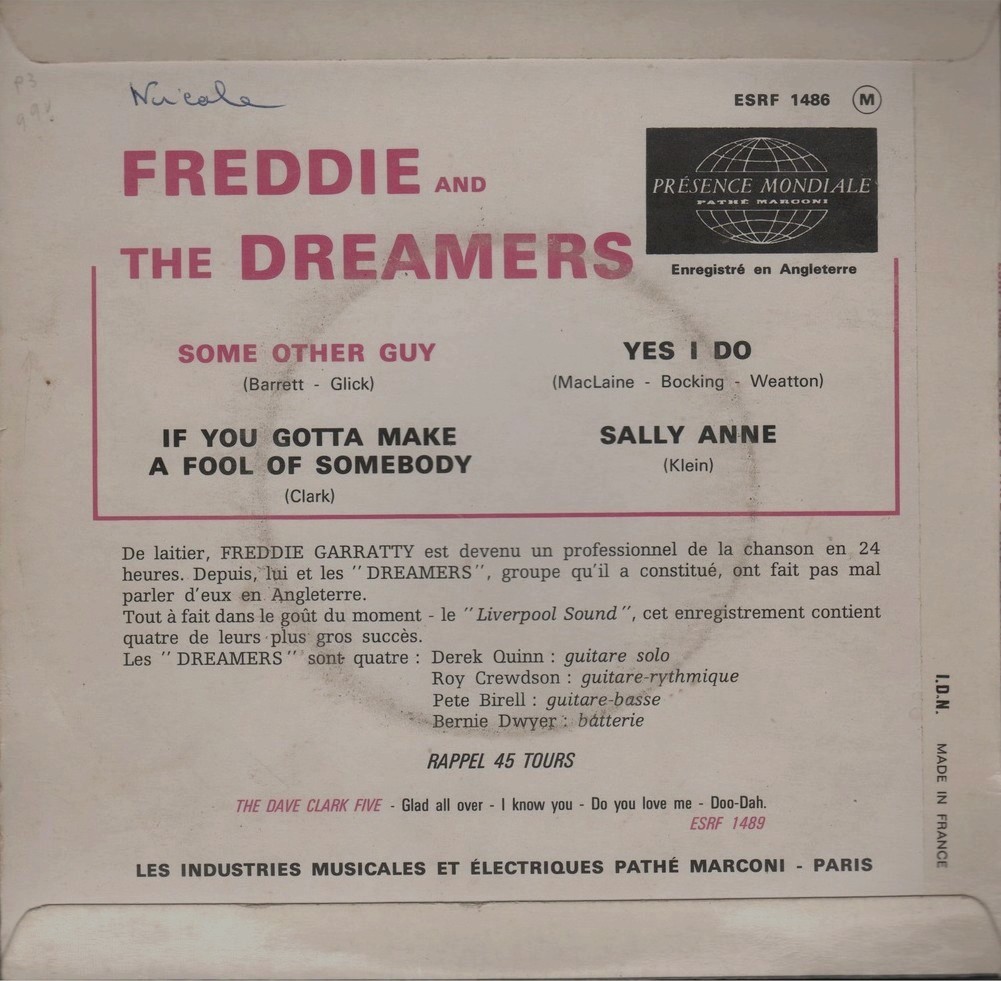 Nicole
ESRF 1486 M
FREDDIE AND
THE DREAMERS
PRÉSENCE MONDIALE
PATHÉ MARCONI
Enregistré en Angleterre
SOME OTHER GUY
(Barrett - Glick)
IF YOU GOTTA MAKE
A FOOL OF SOMEBODY
(Clark)
YES I DO
(MacLaine - Bocking - Weatton)
SALLY ANNE
(Klein)
De laitier, FREDDIE GARRATTY est devenu un professionnel de la chanson en 24
heures. Depuis, lui et les "DREAMERS", groupe qu'il a constitué, ont fait pas mal
parler d'eux en Angleterre.
Tout à fait dans le goût du moment - le "Liverpool Sound", cet enregistrement contient
quatre de leurs plus gros succès.
Les "DREAMERS" sont quatre : Derek Quinn : guitare solo
Roy Crewdson : guitare-rythmique
Pete Birell : guitare-basse
Bernie Dwyer : batterie
RAPPEL 45 TOURS
THE DAVE CLARK FIVE - Glad all over - I know you - Do you love me - Doo-Dah.
ESRF 1489
LES INDUSTRIES MUSICALES ET ÉLECTRIQUES PATHÉ MARCONI - PARIS
I.D.N. MADE IN FRANCE